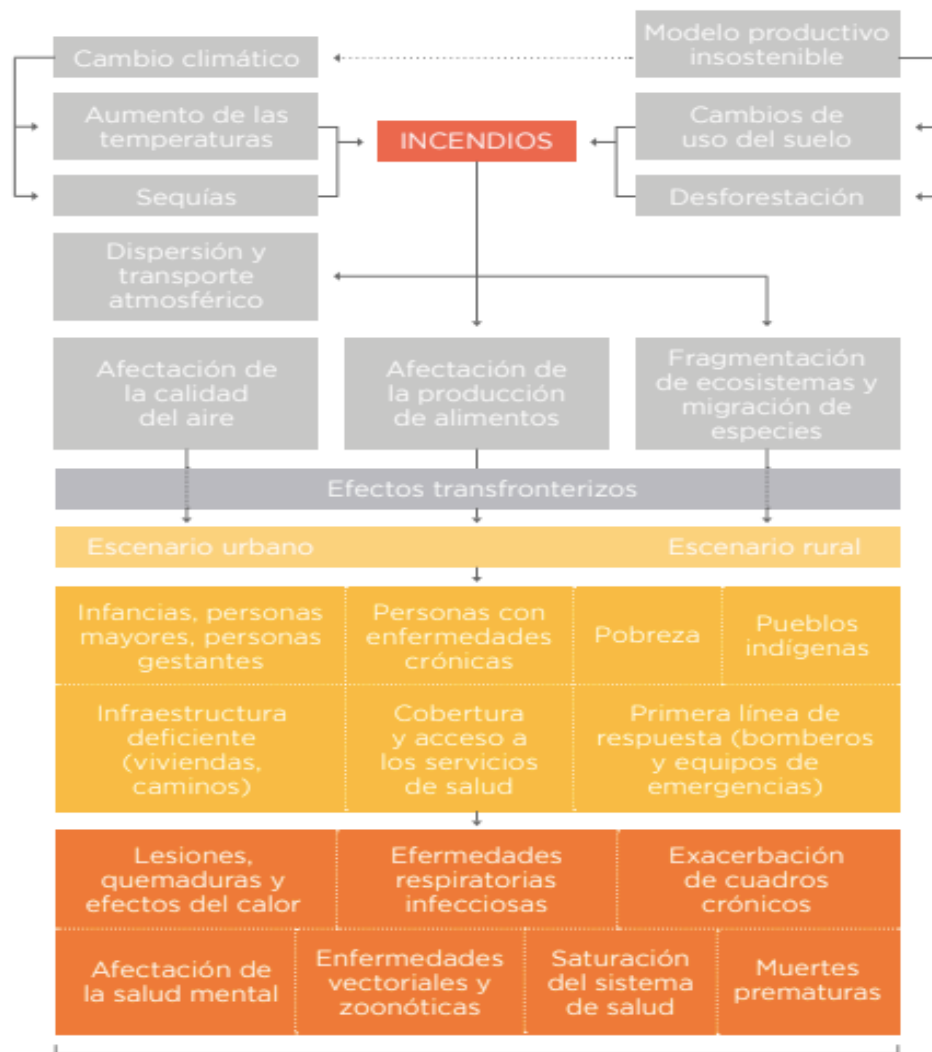 Cambio climático
Modelo productivo
insostenible
Aumento de las
temperaturas
INCENDIOS
Cambios de
uso del suelo
Sequías
Desforestación
Dispersión y
transporte
atmosférico
Afectación de
la calidad
del aire
Afectación de
la producción
de alimentos
Fragmentación
de ecosistemas y
migración de
especies
Efectos transfronterizos
Escenario urbano
Escenario rural
Infancias, personas
mayores, personas
gestantes
Personas con
enfermedades
crónicas
Pobreza
Pueblos
indígenas
Infraestructura
deficiente
(viviendas,
caminos)
Cobertura
y acceso a
los servicios
de salud
Primera línea de
respuesta (bomberos
y equipos de
emergencias)
Lesiones,
quemaduras y
efectos del calor
Efermedades
respiratorias
infecciosas
Exacerbación
de cuadros
crónicos
Afectación de
la salud mental
Enfermedades
vectoriales y
zoonóticas
Saturación
del sistema
de salud
Muertes
prematuras